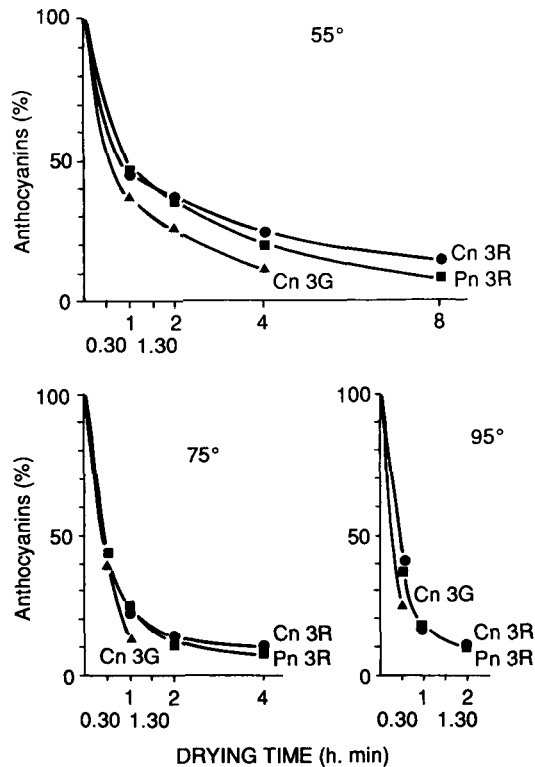 55°
Anthocyanins (%)
100
50
0
Cn 3R
Pn 3R
Cn 3G
1 2 4 8
0.30 1.30
75°
Anthocyanins (%)
100
50
0
Cn 3R
Pn 3R
Cn 3G
1 2 4
0.30 1.30
95°
100
50
0
Cn 3G
Cn 3R
Pn 3R
1 2
0.30 1.30
DRYING TIME (h. min)